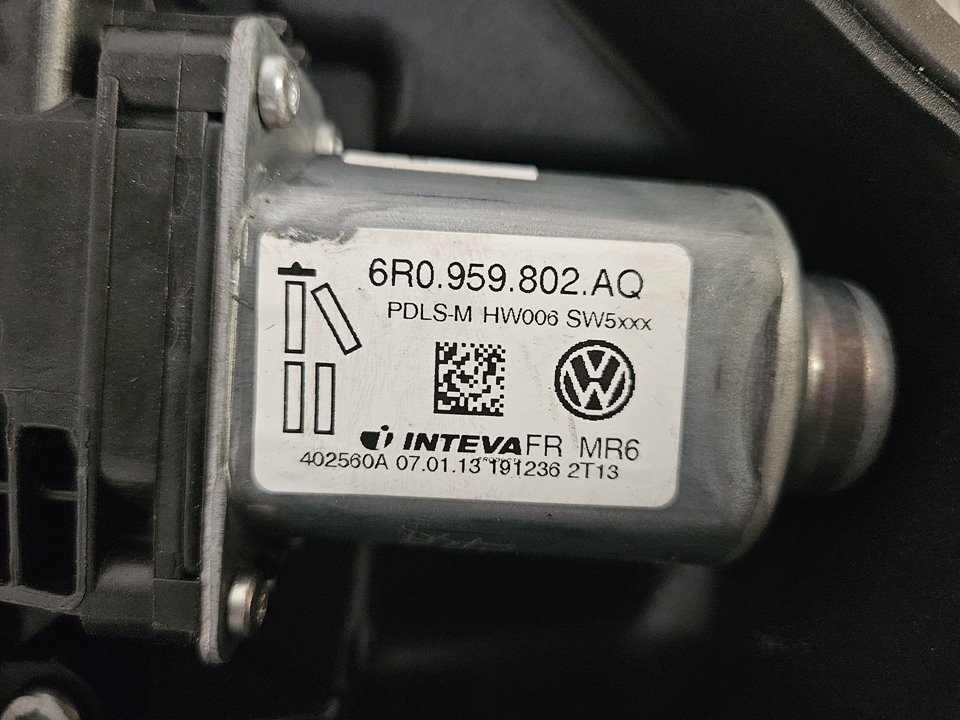 6R0.959.802.AQ
PDLS-M HW006 SW5xxx
INTEVA FR MR6
402560A 07.01.13 191236 2T13